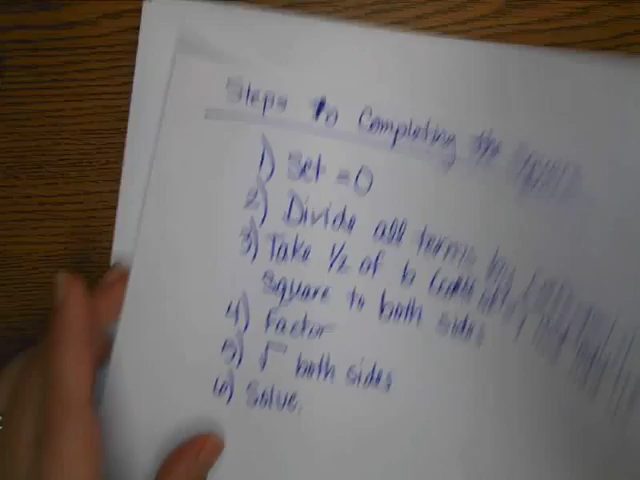 Steps to Completing the
1) Set = 0
2) Divide all terms by
3) Take 1/2 of b
square to both sides
4) Factor
5) √ both sides
6) Solve.